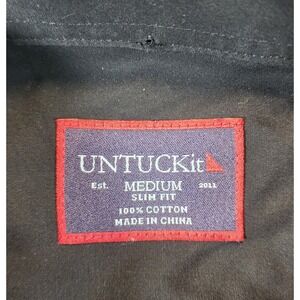 UNTUCKit
Est. MEDIUM 2011
SLIM FIT
100% COTTON
MADE IN CHINA